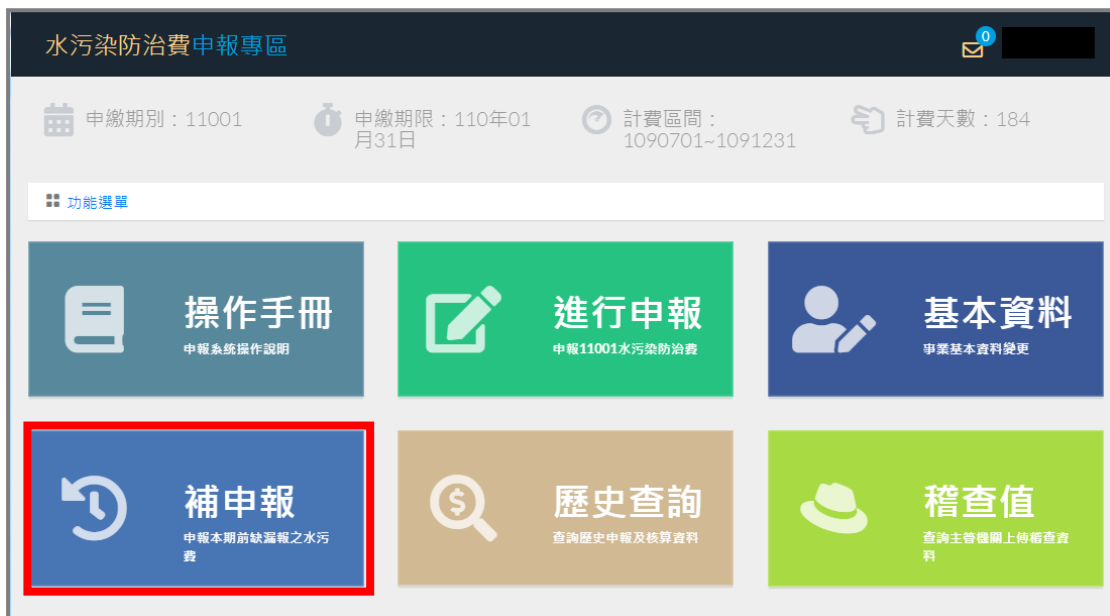 水污染防治費申報專區
0
申繳期別：11001
申繳期限：110年01
月31日
計費區間：
1090701~1091231
計費天數：184
功能選單
操作手冊
申報系統操作說明
進行申報
申報11001水污染防治費
基本資料
事業基本資料變更
補申報
申報本期前缺漏報之水污
費
歷史查詢
查詢歷史申報及核算資料
稽查值
查詢主管機關上傳稽查資
料